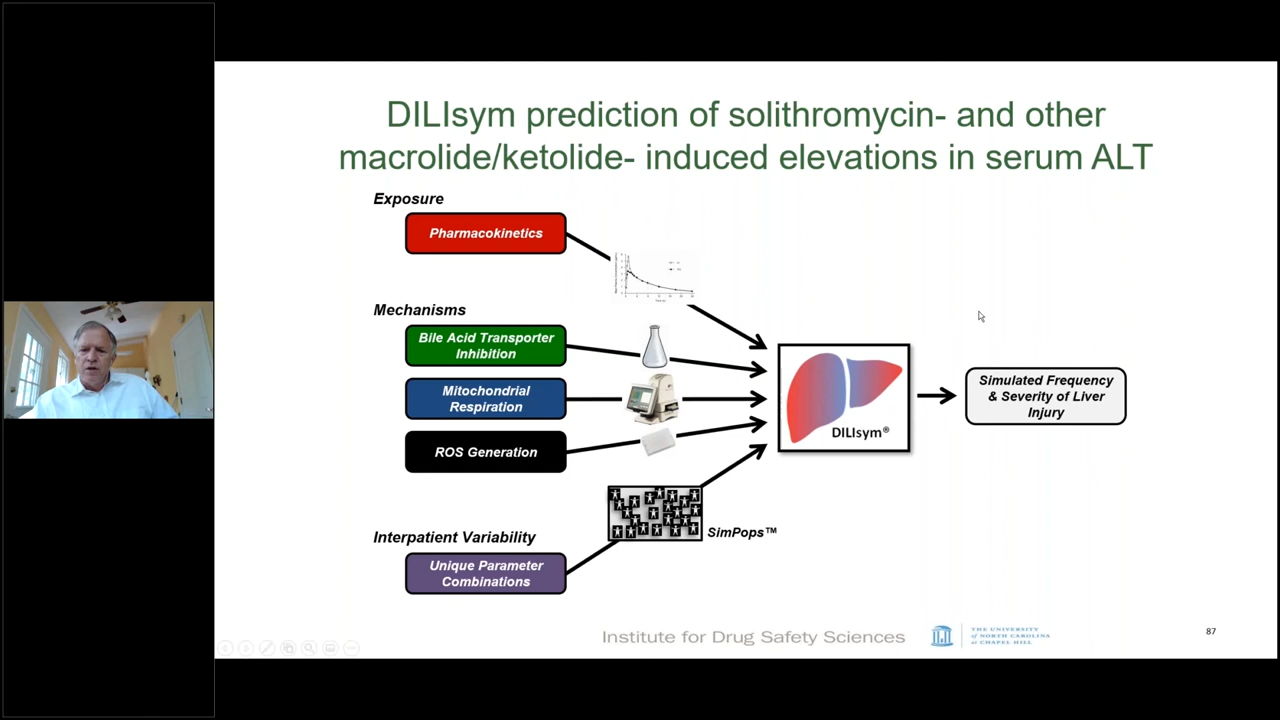 DILIsym prediction of solithromycin- and other
macrolide/ketolide- induced elevations in serum ALT
Exposure
Pharmacokinetics
Mechanisms
Bile Acid Transporter
Inhibition
Mitochondrial
Respiration
ROS Generation
DILIsym®
Simulated Frequency
& Severity of Liver
Injury
Interpatient Variability
SimPops™
Unique Parameter
Combinations
Institute for Drug Safety Sciences
THE UNIVERSITY
of NORTH CAROLINA
at CHAPEL HILL
87